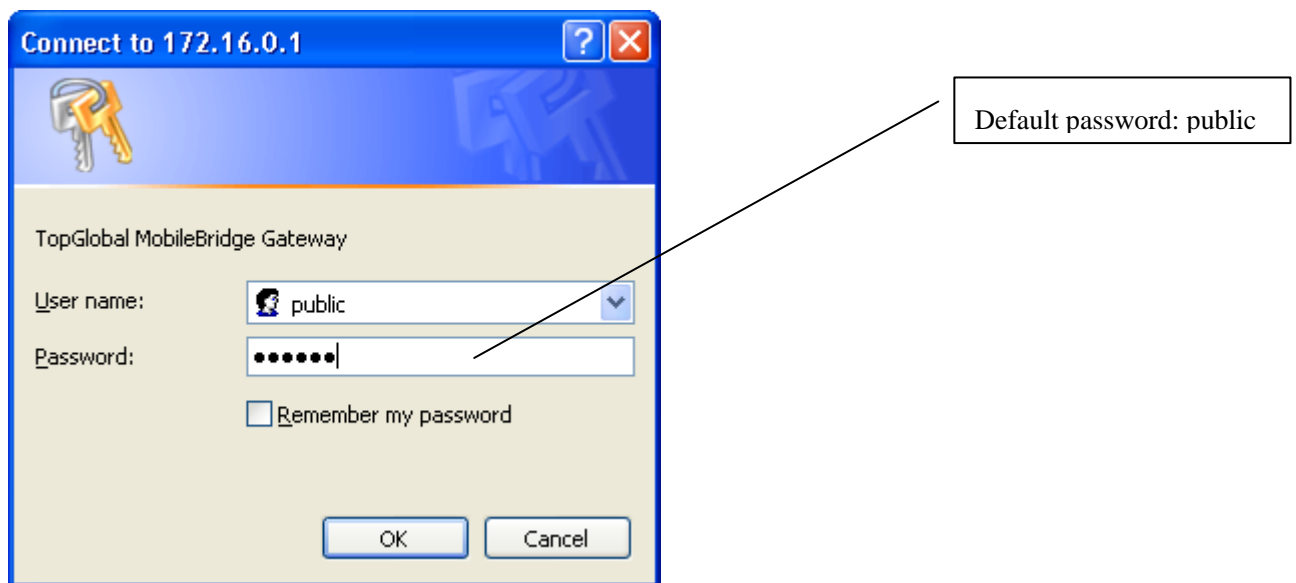 Connect to 172.16.0.1
Default password: public
TopGlobal MobileBridge Gateway
User name:
public
Password:
••••••
Remember my password
OK
Cancel